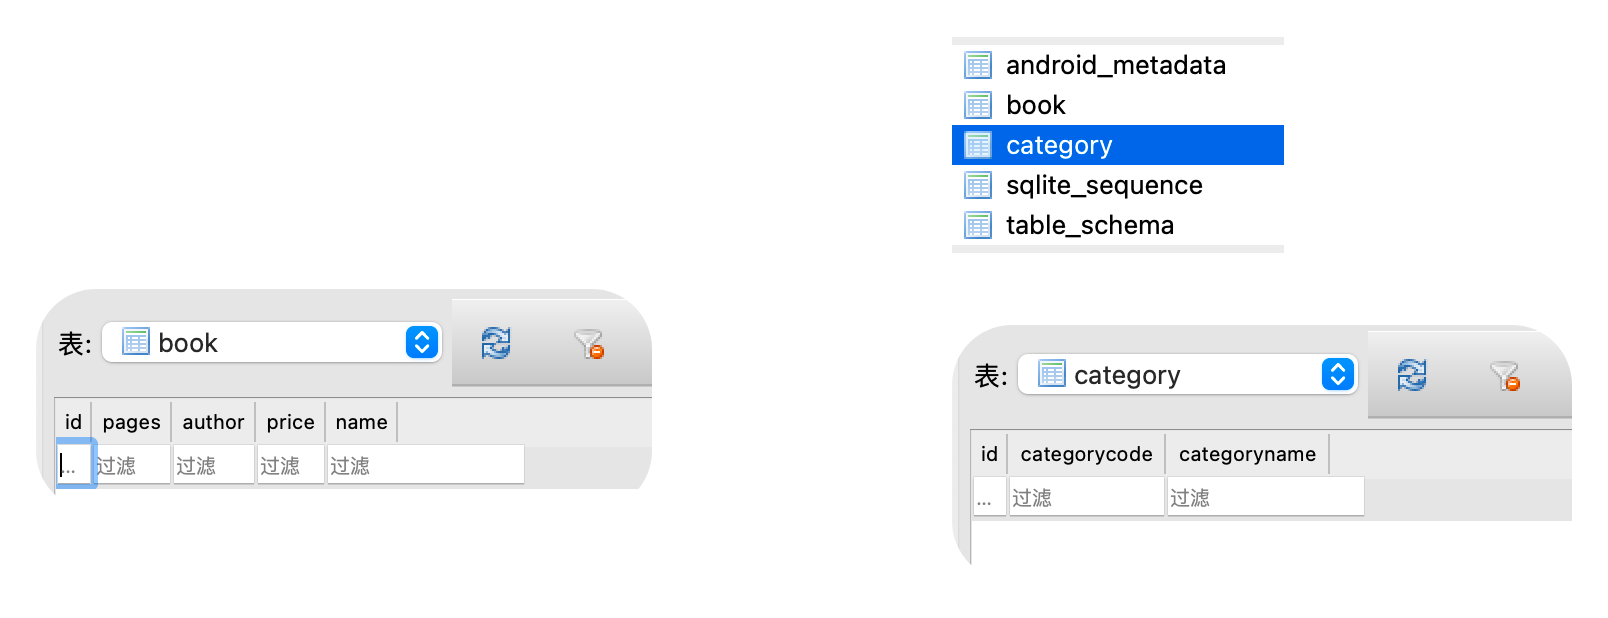 android_metadata
book
category
sqlite_sequence
table_schema
表: book
id pages author price name
... 过滤 过滤 过滤 过滤
表: category
id categorycode categoryname
... 过滤 过滤